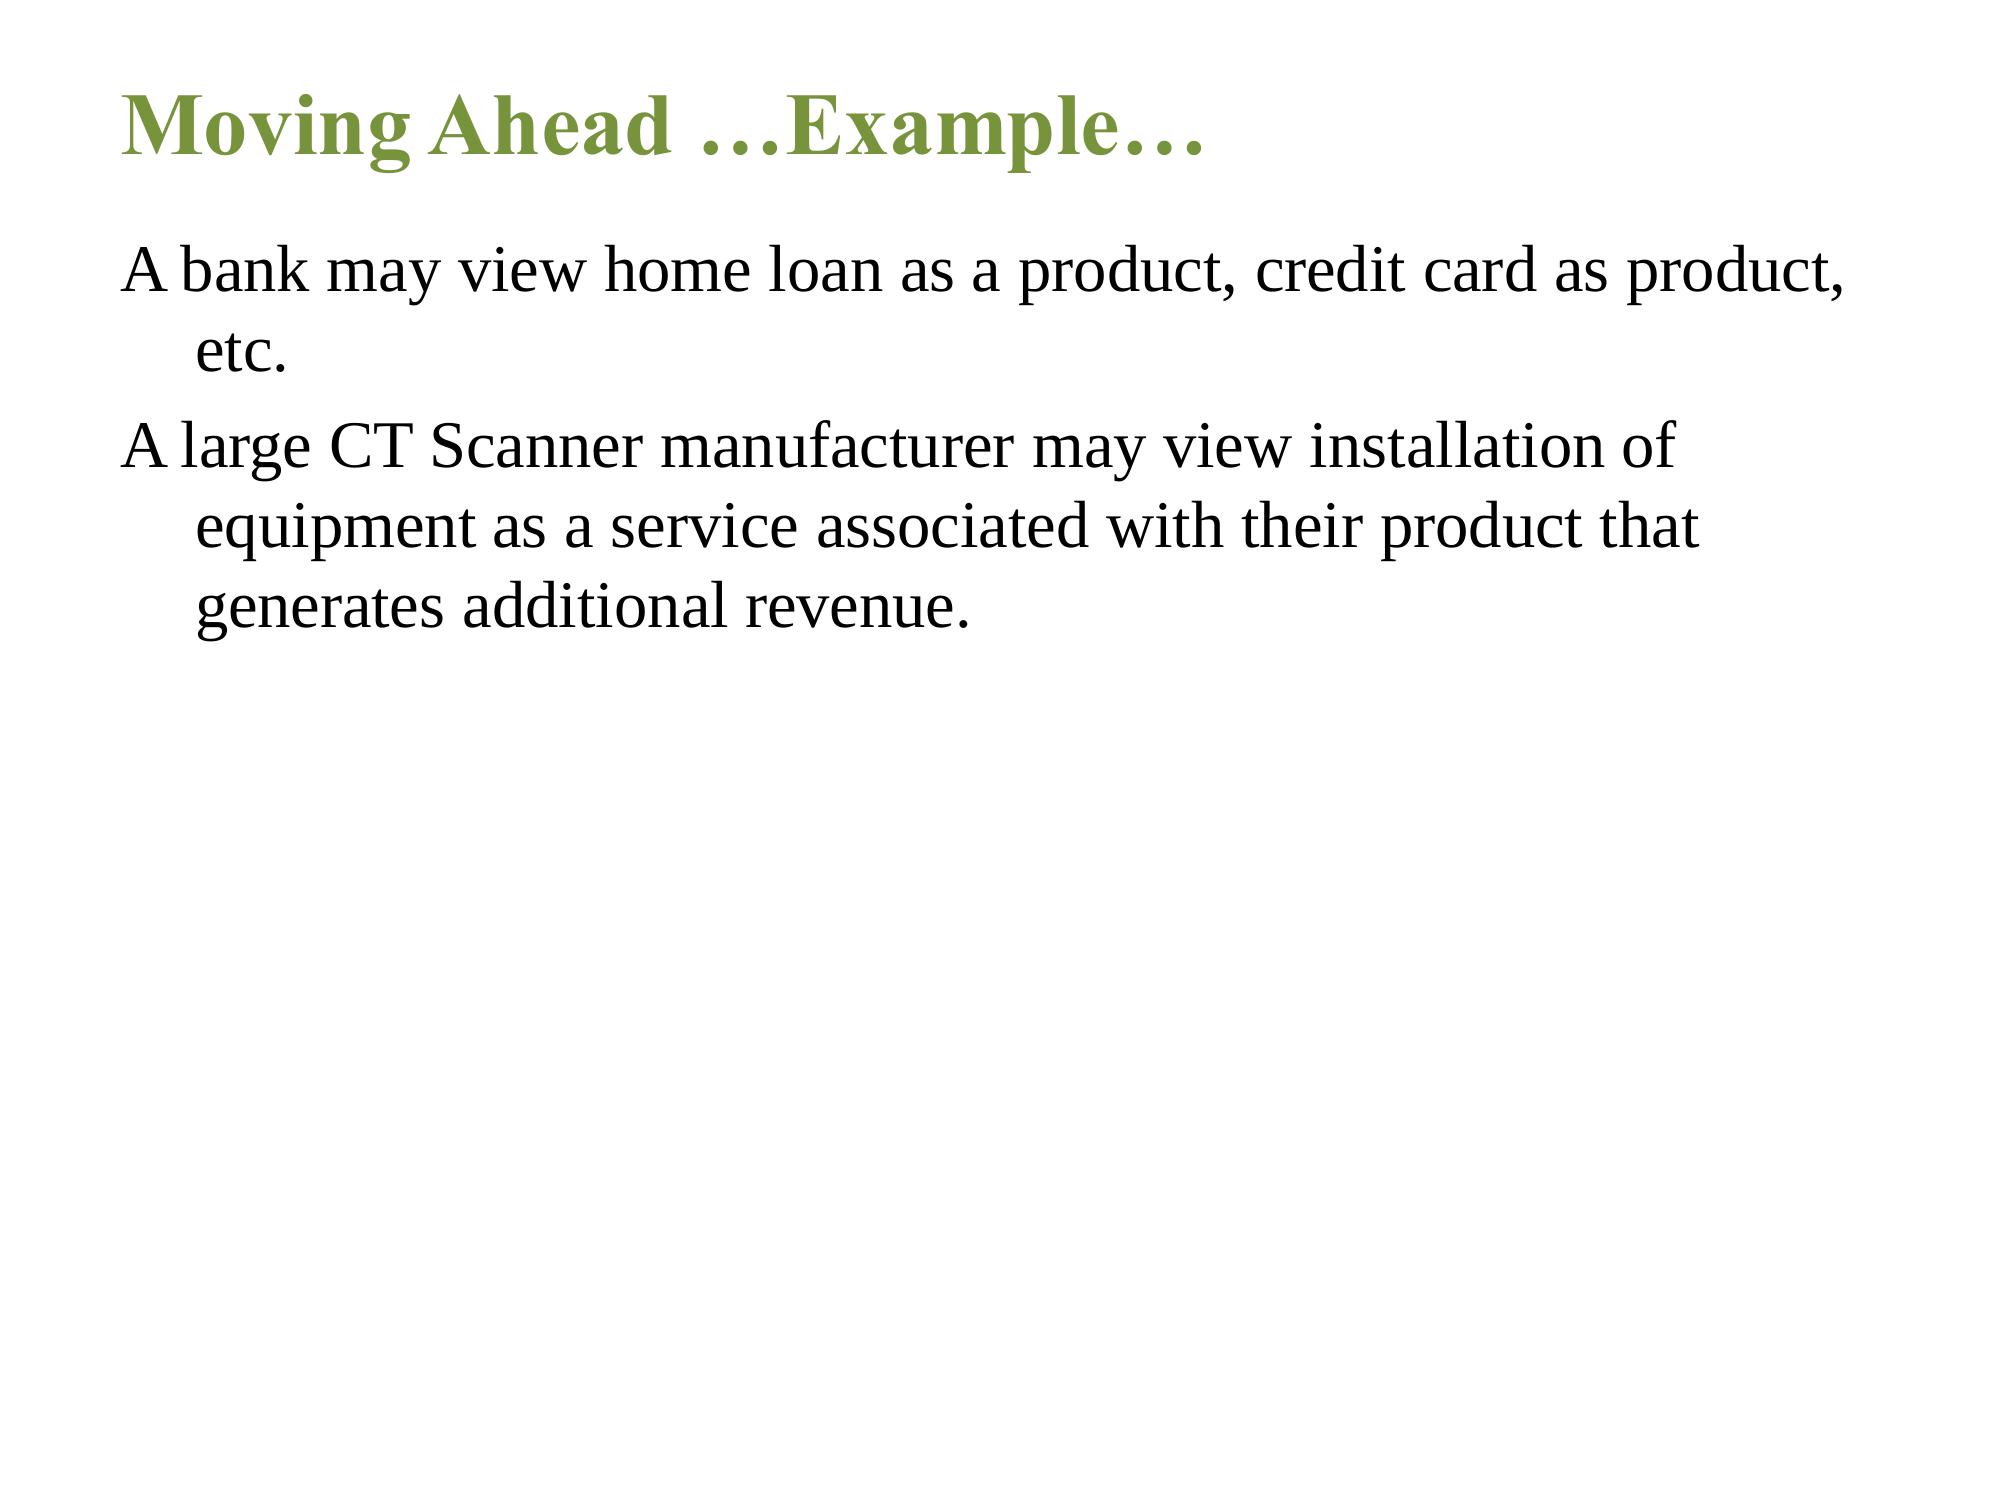 Moving Ahead …Example…
A bank may view home loan as a product, credit card as product,
etc.
A large CT Scanner manufacturer may view installation of
equipment as a service associated with their product that
generates additional revenue.